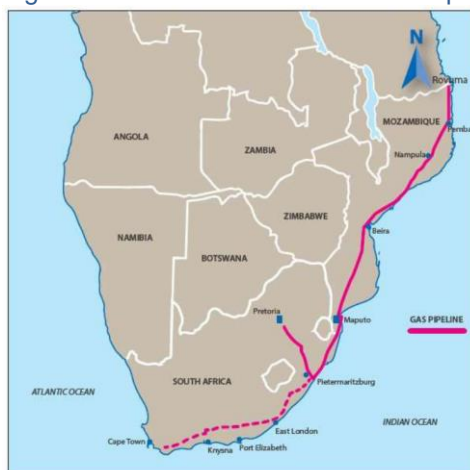 N
Rovuma
MOZAMBIQUE
Pemba
ANGOLA
ZAMBIA
Nampula
ZIMBABWE
Beira
NAMIBIA
BOTSWANA
Pretoria
Maputo
GAS PIPELINE
SOUTH AFRICA
Pietermaritzburg
ATLANTIC OCEAN
INDIAN OCEAN
East London
Cape Town
Knysna
Port Elizabeth